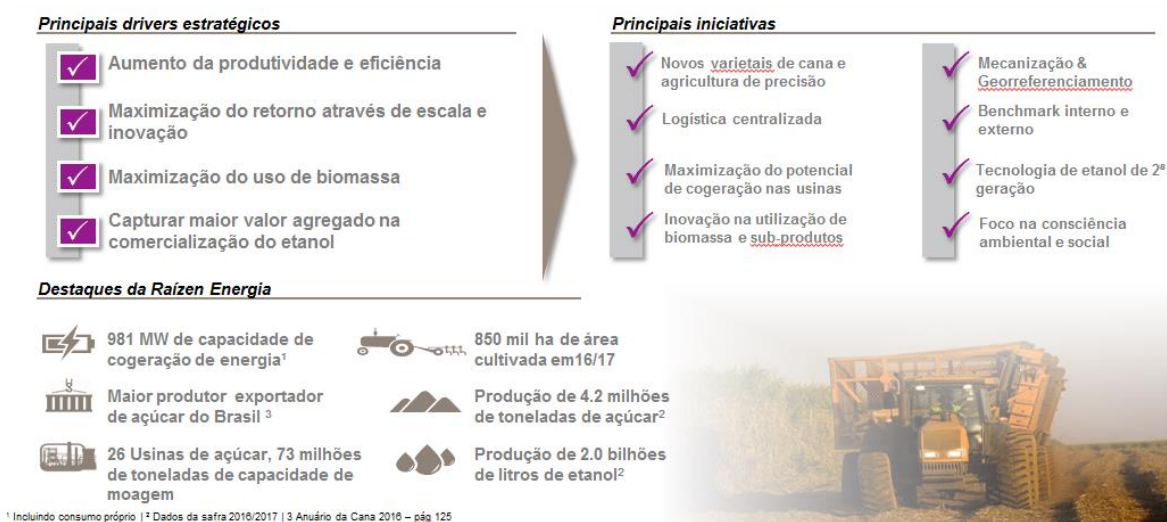 Principais drivers estratégicos
Aumento da produtividade e eficiência
Maximização do retorno através de escala e
inovação
Maximização do uso de biomassa
Capturar maior valor agregado na
comercialização do etanol
Principais iniciativas
Novos varietais de cana e
agricultura de precisão
Logística centralizada
Maximização do potencial
de cogeração nas usinas
Inovação na utilização de
biomassa e sub-produtos
Mecanização &
Georreferenciamento
Benchmark interno e
externo
Tecnologia de etanol de 2ª
geração
Foco na consciência
ambiental e social
Destaques da Raízen Energia
981 MW de capacidade de
cogeração de energia¹
Maior produtor exportador
de açúcar do Brasil ³
26 Usinas de açúcar, 73 milhões
de toneladas de capacidade de
moagem
850 mil ha de área
cultivada em16/17
Produção de 4.2 milhões
de toneladas de açúcar²
Produção de 2.0 bilhões
de litros de etanol²
¹ Incluindo consumo próprio | ² Dados da safra 2016/2017 | 3 Anuário da Cana 2016 – pág 125